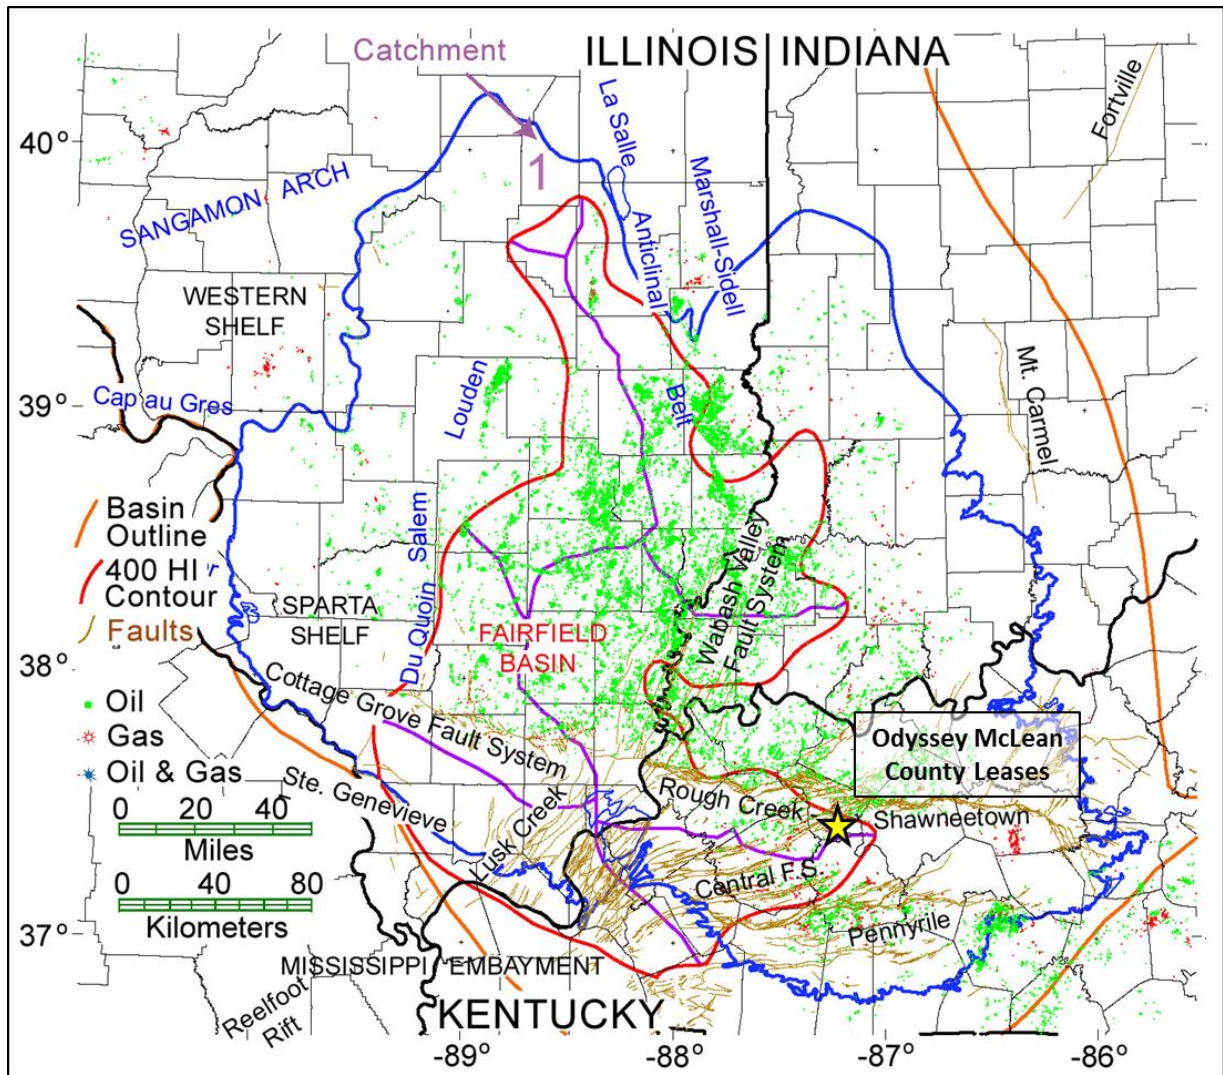 Catchment
1
ILLINOIS
INDIANA
Fortville
40°
La Salle
Anticlinal
Belt
Marshall-Sidell
SANGAMON ARCH
WESTERN
SHELF
39°
Cap au Gres
Louden
Mt. Carmel
Basin
Outline
400 HI
Contour
Faults
Salem
Du Quoin
SPARTA
SHELF
FAIRFIELD
BASIN
Wabash Valley
Fault System
38°
Oil
Gas
Oil & Gas
0 20 40
Miles
0 40 80
Kilometers
Cottage Grove Fault System
Ste. Genevieve
Lusk Creek
Rough Creek
Shawneetown
Odyssey McLean
County Leases
Central F.S.
Pennyrile
37°
MISSISSIPPI EMBAYMENT
Reelfoot
Rift
KENTUCKY
-89°
-88°
-87°
-86°